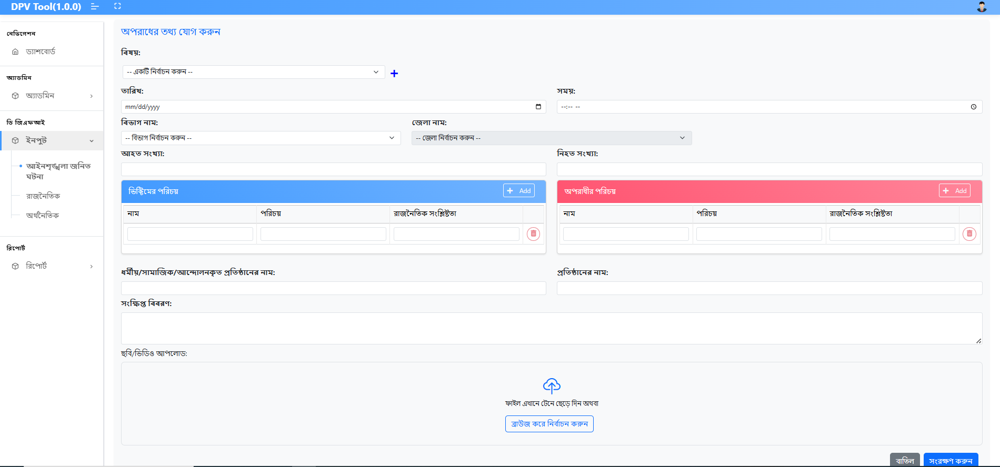 DPV Tool(1.0.0)
নেভিগেশন
ড্যাশবোর্ড
অ্যাডমিন
অ্যাডমিন
ডি জিএফআই
ইনপুট
আইনশৃঙ্খলা জনিত
ঘটনা
রাজনৈতিক
অর্থনৈতিক
রিপোর্ট
রিপোর্ট
অপরাধের তথ্য যোগ করুন
বিষয়:
-- একটি নির্বাচন করুন --
তারিখ:
সময়:
mm/dd/yyyy
--:-- --
বিভাগ নাম:
জেলা নাম:
-- বিভাগ নির্বাচন করুন --
-- জেলা নির্বাচন করুন --
আহত সংখ্যা:
নিহত সংখ্যা:
ভিক্টিমের পরিচয়
Add
অপরাধীর পরিচয়
Add
নাম পরিচয় রাজনৈতিক সংশ্লিষ্টতা
নাম পরিচয় রাজনৈতিক সংশ্লিষ্টতা
ধর্মীয়/সামাজিক/আন্দোলনকৃত প্রতিষ্ঠানের নাম:
প্রতিষ্ঠানের নাম:
সংক্ষিপ্ত বিবরণ:
ছবি/ভিডিও আপলোড:
ফাইল এখানে টেনে ছেড়ে দিন অথবা
ব্রাউজ করে নির্বাচন করুন
বাতিল
সংরক্ষণ করুন